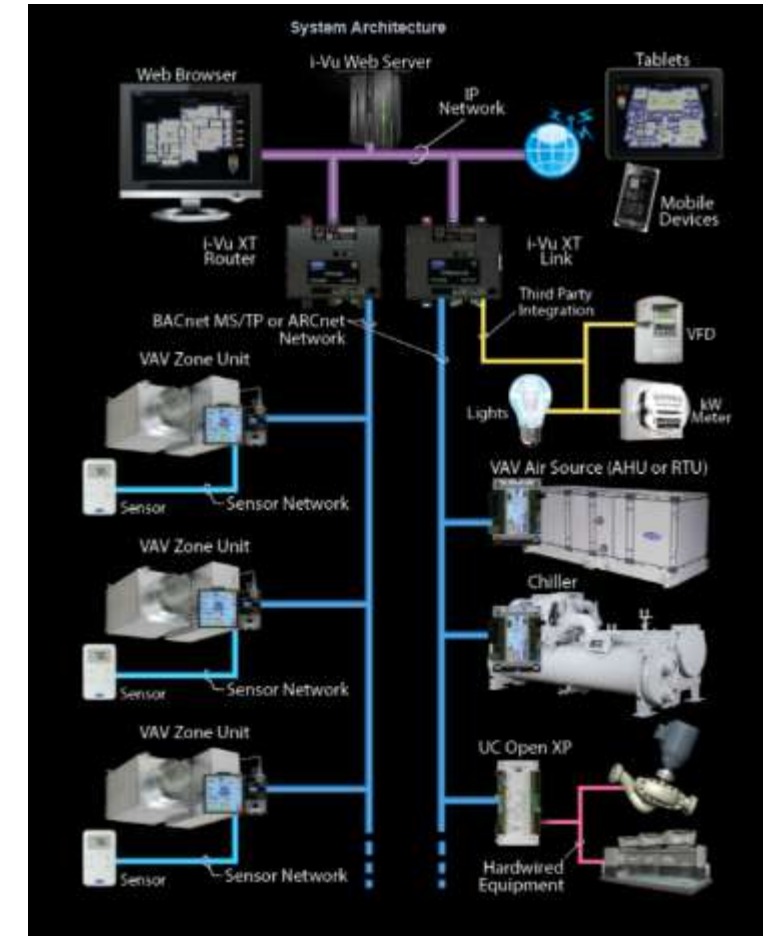 System Architecture
i-Vu Web Server
Web Browser
Tablets
IP
Network
Mobile
Devices
i-Vu XT
Router
i-Vu XT
Link
Third Party
Integration
BACnet MS/TP or ARCnet
Network
VFD
VAV Zone Unit
Lights
kW
Meter
VAV Air Source (AHU or RTU)
Sensor
Sensor Network
VAV Zone Unit
Chiller
Sensor
Sensor Network
VAV Zone Unit
UC Open XP
Sensor
Sensor Network
Hardwired
Equipment